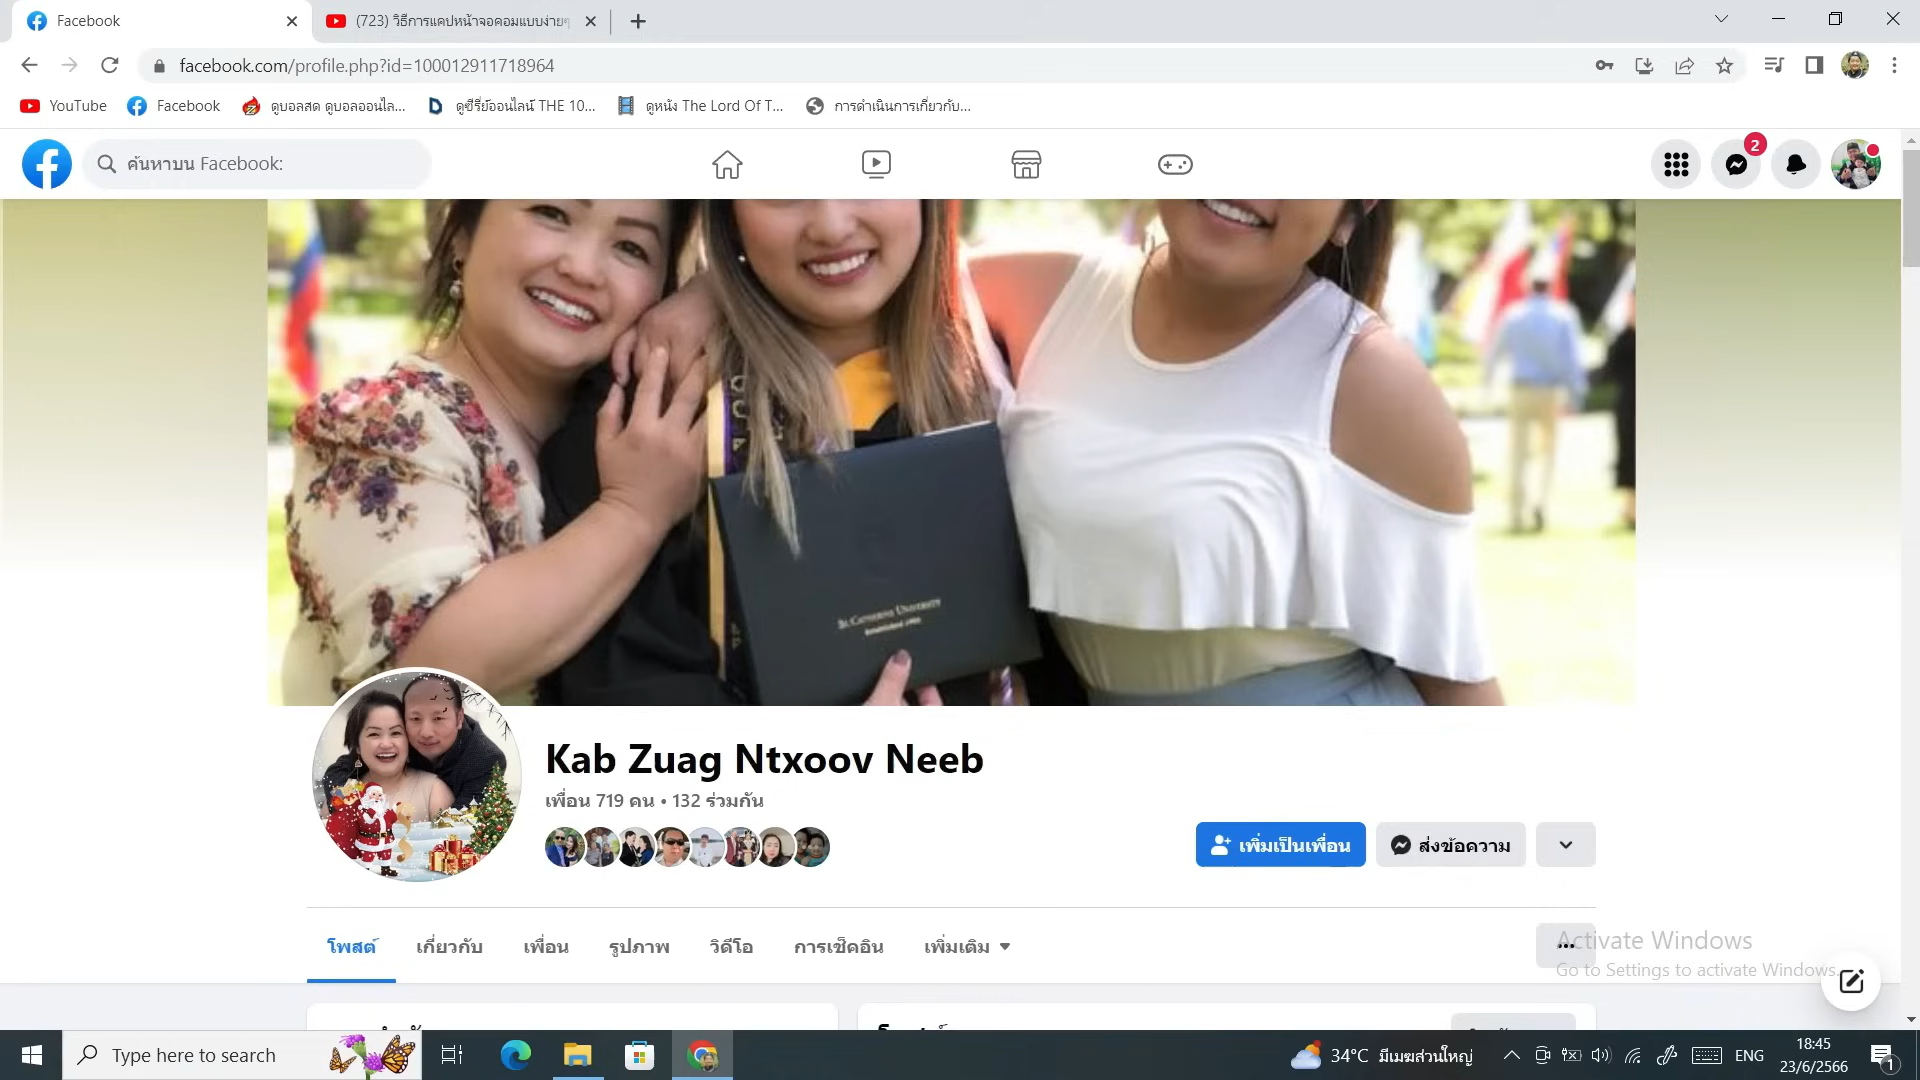 Facebook
(723) วิธีการแคปหน้าจอคอมแบบง่ายๆ
facebook.com/profile.php?id=100012911718964
YouTube
Facebook
ดูบอลสด ดูบอลออนไล...
ดูซีรี่ย์ออนไลน์ THE 10...
ดูหนัง The Lord Of T...
การดำเนินการเกี่ยวกับ...
ค้นหาบน Facebook:
2
St Catherine University
Established 1905
Kab Zuag Ntxoov Neeb
เพื่อน 719 คน • 132 ร่วมกัน
เพิ่มเป็นเพื่อน
ส่งข้อความ
โพสต์
เกี่ยวกับ
เพื่อน
รูปภาพ
วิดีโอ
การเช็คอิน
เพิ่มเติม
Activate Windows
Go to Settings to activate Windows.
Type here to search
34°C มีเมฆส่วนใหญ่
ENG
18:45
23/6/2566
1